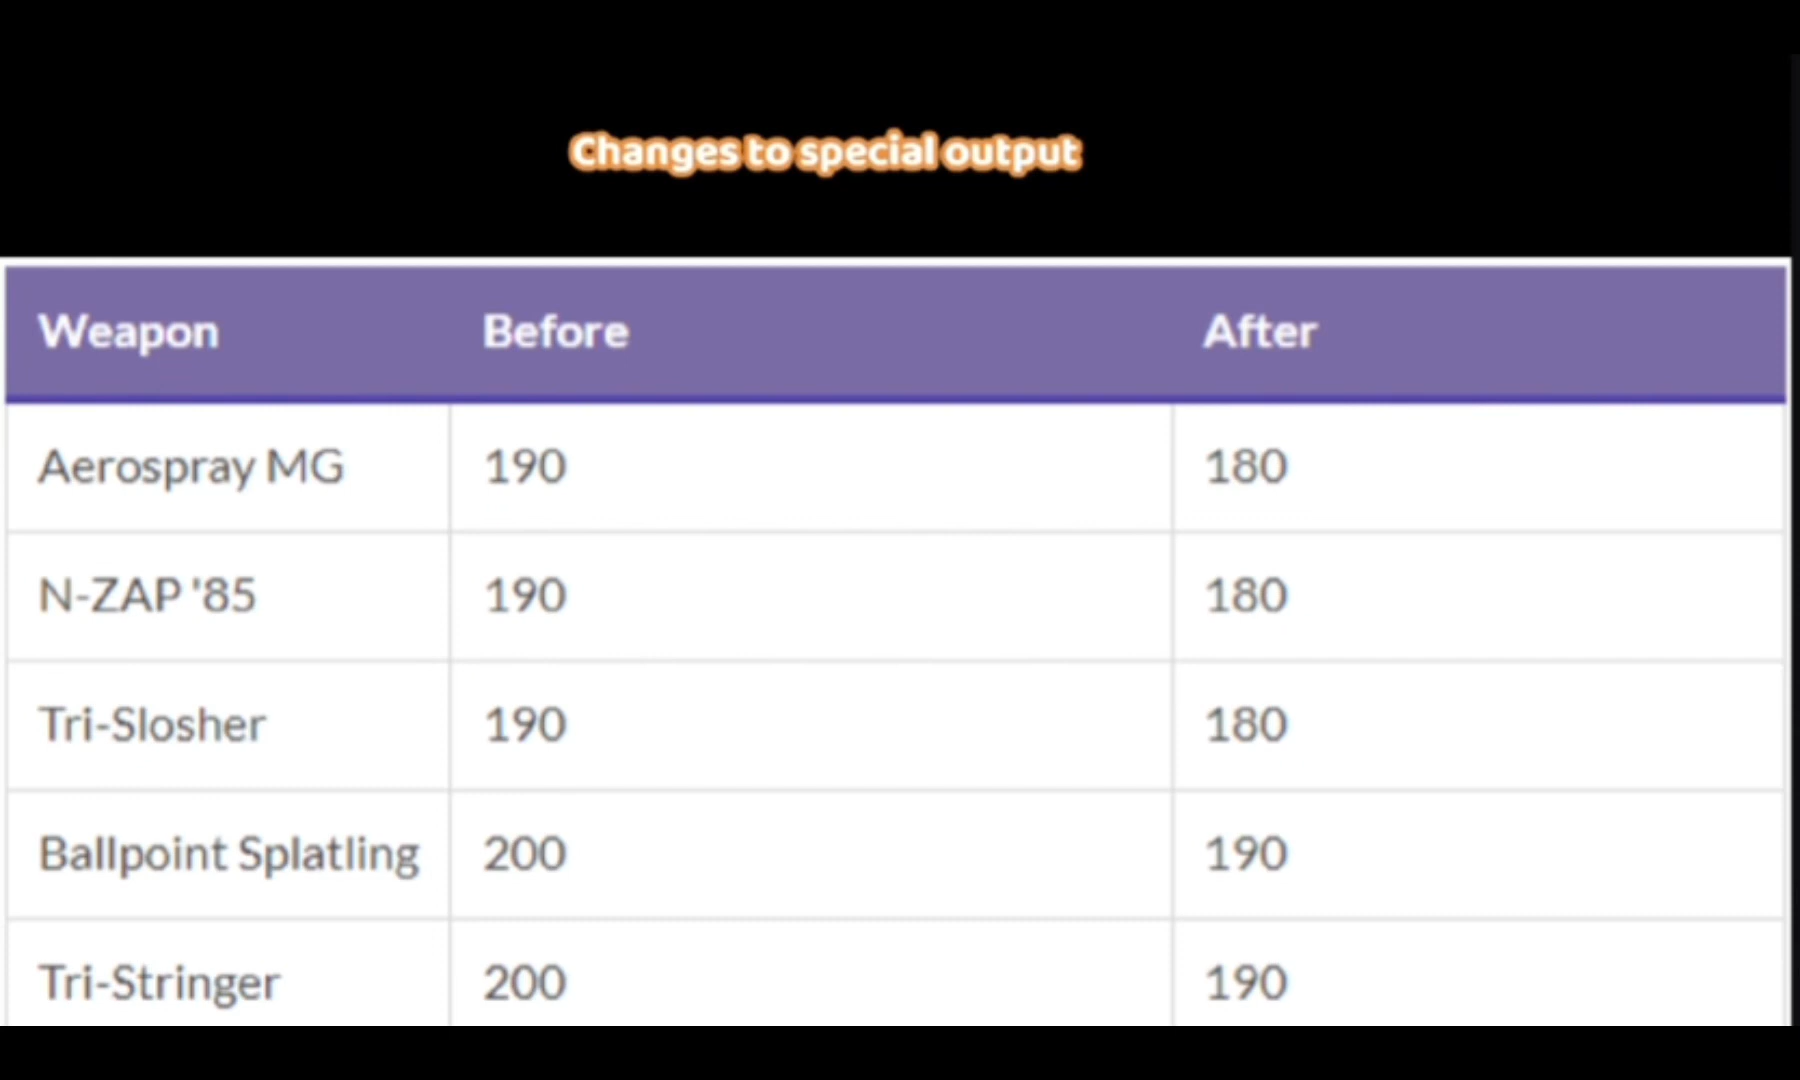 Changes to special output
Weapon Before After
Aerospray MG 190 180
N-ZAP '85 190 180
Tri-Slosher 190 180
Ballpoint Splatling 200 190
Tri-Stringer 200 190